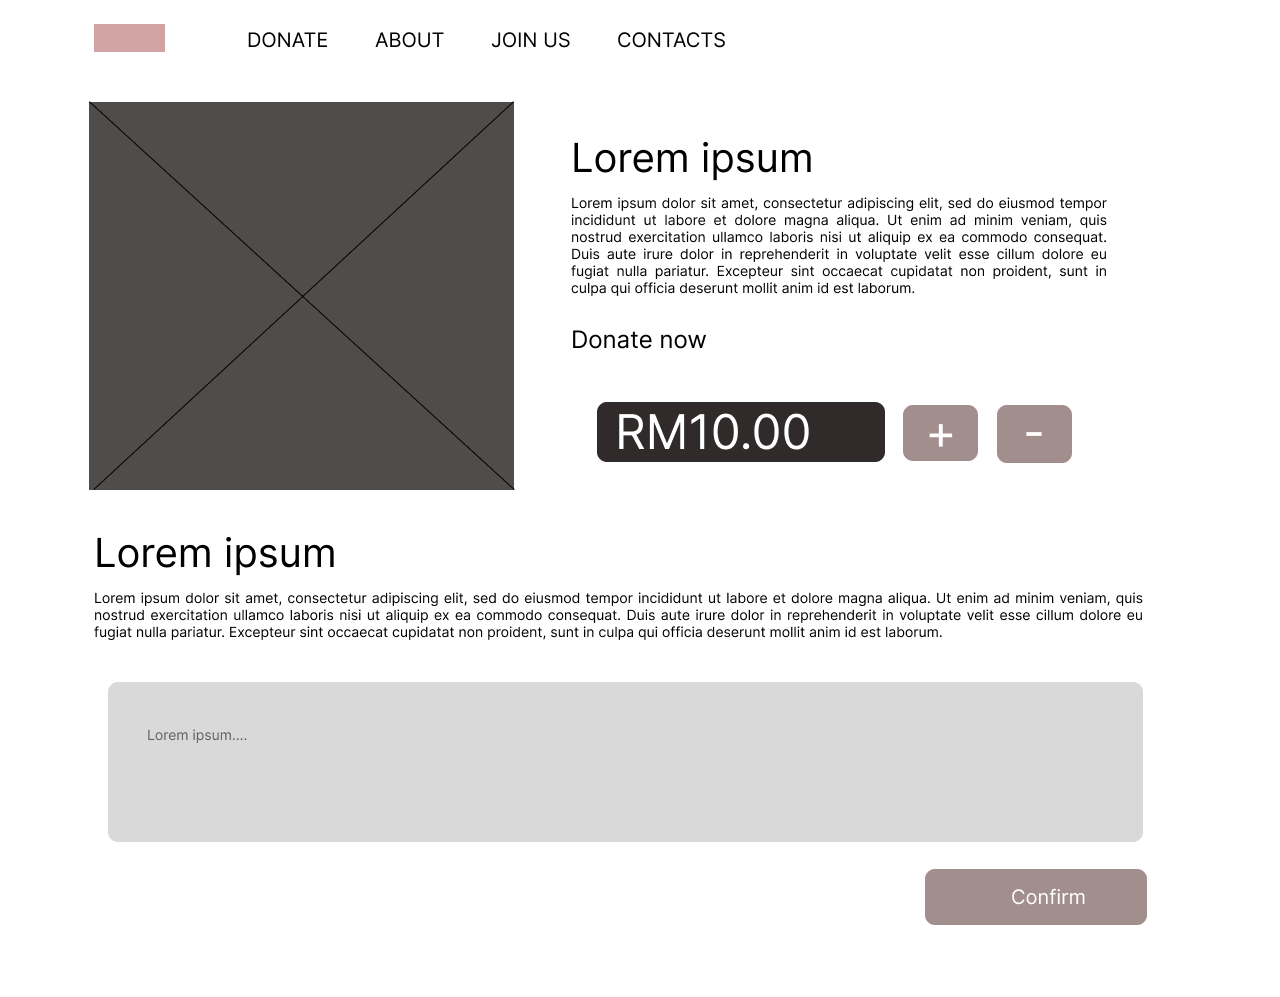 DONATE ABOUT JOIN US CONTACTS
Lorem ipsum
Lorem ipsum dolor sit amet, consectetur adipiscing elit, sed do eiusmod tempor
incididunt ut labore et dolore magna aliqua. Ut enim ad minim veniam, quis
nostrud exercitation ullamco laboris nisi ut aliquip ex ea commodo consequat.
Duis aute irure dolor in reprehenderit in voluptate velit esse cillum dolore eu
fugiat nulla pariatur. Excepteur sint occaecat cupidatat non proident, sunt in
culpa qui officia deserunt mollit anim id est laborum.
Donate now
RM10.00 + -
Lorem ipsum
Lorem ipsum dolor sit amet, consectetur adipiscing elit, sed do eiusmod tempor incididunt ut labore et dolore magna aliqua. Ut enim ad minim veniam, quis
nostrud exercitation ullamco laboris nisi ut aliquip ex ea commodo consequat. Duis aute irure dolor in reprehenderit in voluptate velit esse cillum dolore eu
fugiat nulla pariatur. Excepteur sint occaecat cupidatat non proident, sunt in culpa qui officia deserunt mollit anim id est laborum.
Lorem ipsum....
Confirm